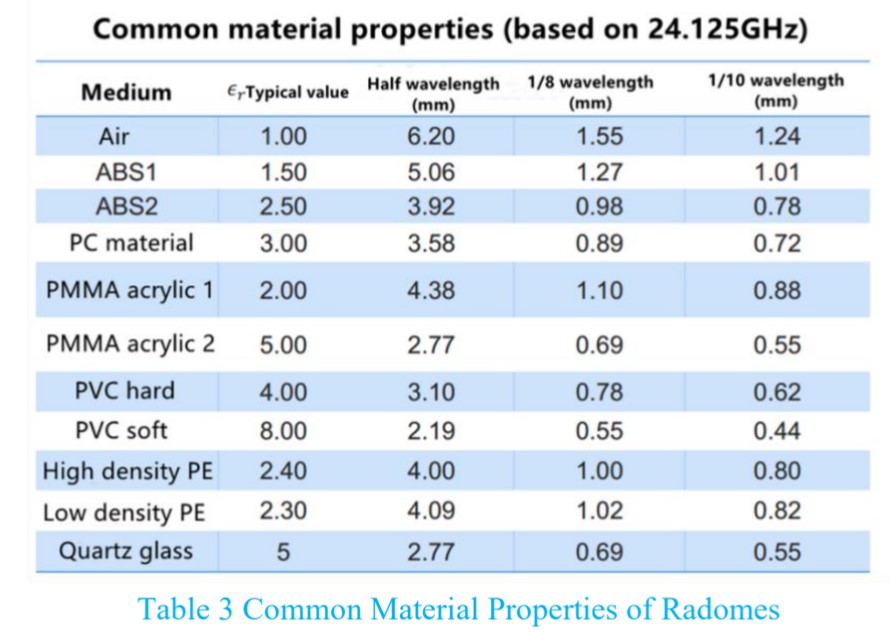 Common material properties (based on 24.125GHz)
Medium ϵr-Typical value Half wavelength (mm) 1/8 wavelength (mm) 1/10 wavelength (mm)
Air 1.00 6.20 1.55 1.24
ABS1 1.50 5.06 1.27 1.01
ABS2 2.50 3.92 0.98 0.78
PC material 3.00 3.58 0.89 0.72
PMMA acrylic 1 2.00 4.38 1.10 0.88
PMMA acrylic 2 5.00 2.77 0.69 0.55
PVC hard 4.00 3.10 0.78 0.62
PVC soft 8.00 2.19 0.55 0.44
High density PE 2.40 4.00 1.00 0.80
Low density PE 2.30 4.09 1.02 0.82
Quartz glass 5 2.77 0.69 0.55
Table 3 Common Material Properties of Radomes